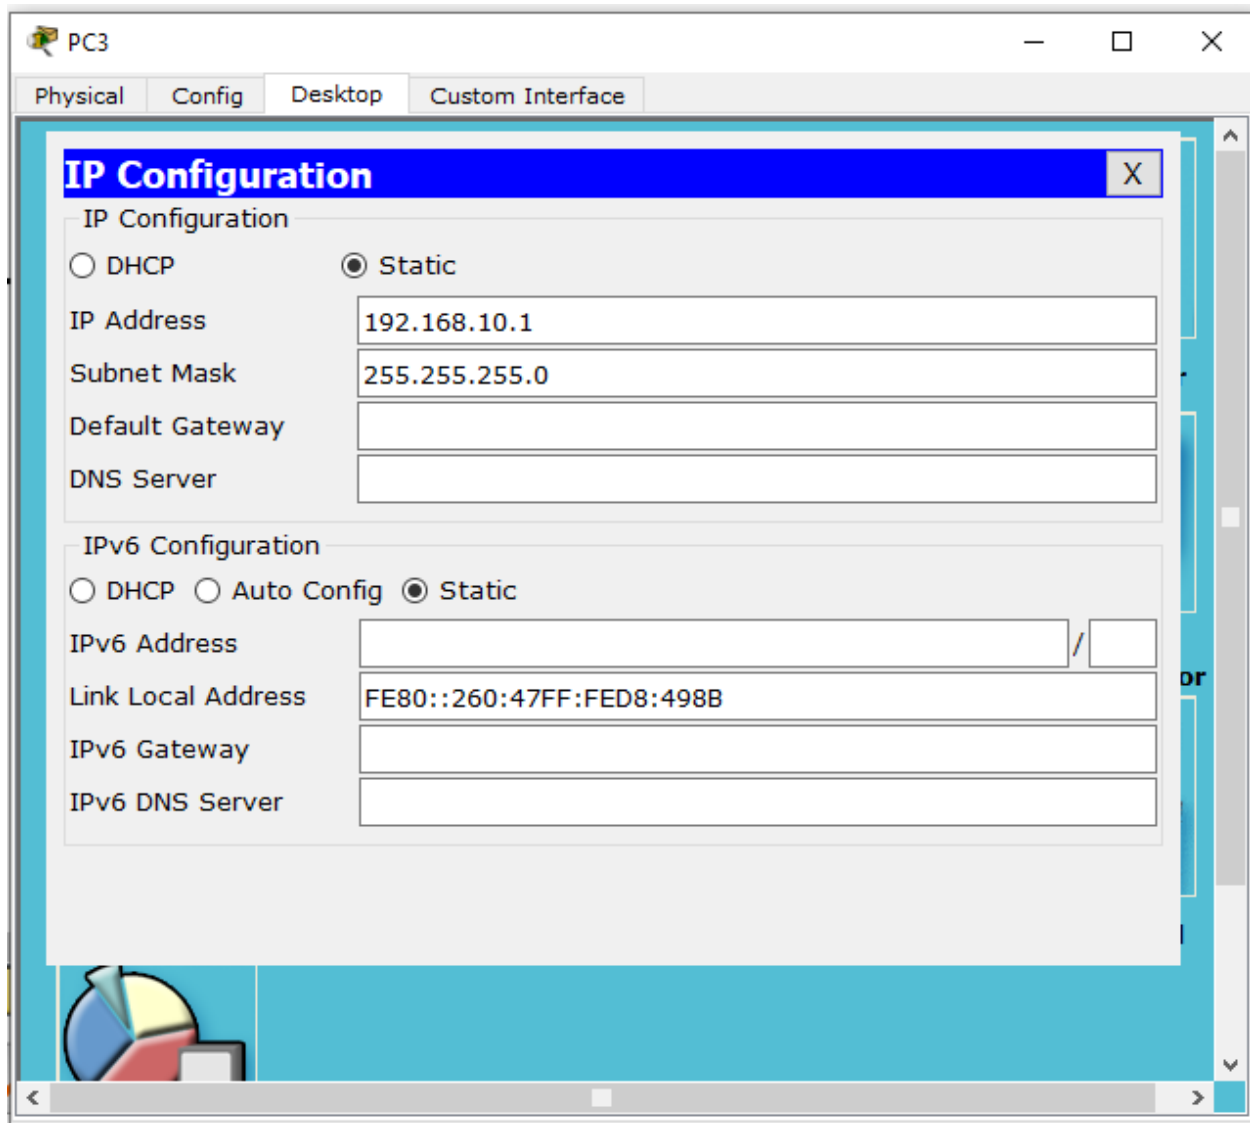 PC3
Physical Config Desktop Custom Interface
IP Configuration X
IP Configuration
DHCP Static
IP Address 192.168.10.1
Subnet Mask 255.255.255.0
Default Gateway
DNS Server
IPv6 Configuration
DHCP Auto Config Static
IPv6 Address /
Link Local Address FE80::260:47FF:FED8:498B
or
IPv6 Gateway
IPv6 DNS Server